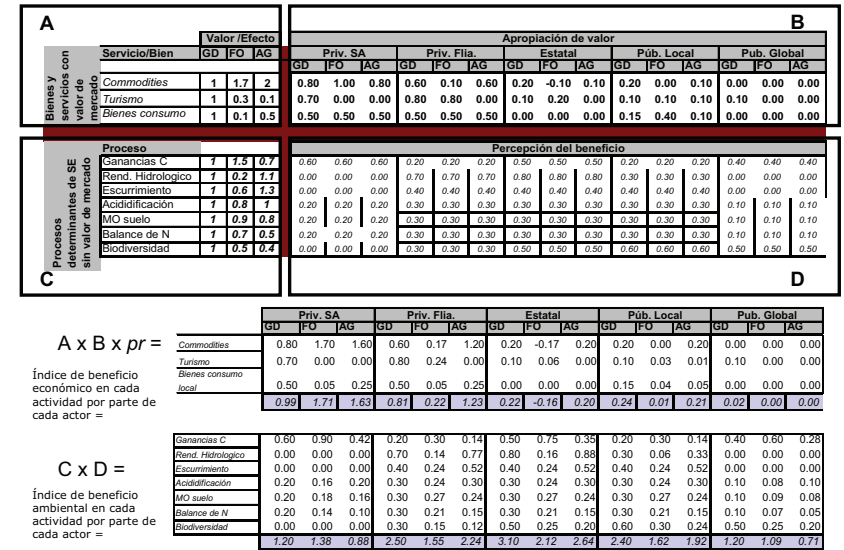 A
B
Valor /Efecto
Apropiación de valor
Servicio/Bien GD FO AG Priv. SA Priv. Flia. Estatal Púb. Local Pub. Global
GD FO AG GD FO AG GD FO AG GD FO AG GD FO AG
Bienes y servicios con valor de mercado
Commodities 1 1.7 2 0.80 1.00 0.80 0.60 0.10 0.60 0.20 -0.10 0.10 0.20 0.00 0.10 0.00 0.00 0.00
Turismo 1 0.3 0.1 0.70 0.00 0.00 0.80 0.80 0.00 0.10 0.20 0.00 0.10 0.10 0.10 0.10 0.00 0.00
Bienes consumo 1 0.1 0.5 0.50 0.50 0.50 0.50 0.50 0.50 0.00 0.00 0.00 0.15 0.40 0.10 0.00 0.00 0.00
Proceso Percepción del beneficio
Procesos determinantes de SE sin valor de mercado
Ganancias C 1 1.5 0.7 0.60 0.60 0.60 0.20 0.20 0.20 0.50 0.50 0.50 0.20 0.20 0.20 0.40 0.40 0.40
Rend. Hidrologico 1 0.2 1.1 0.00 0.00 0.00 0.70 0.70 0.70 0.80 0.80 0.80 0.30 0.30 0.30 0.00 0.00 0.00
Escurrimiento 1 0.6 1.3 0.00 0.00 0.00 0.40 0.40 0.40 0.40 0.40 0.40 0.40 0.40 0.40 0.00 0.00 0.00
Acididificación 1 0.8 1 0.20 0.20 0.20 0.30 0.30 0.30 0.30 0.30 0.30 0.30 0.30 0.30 0.10 0.10 0.10
MO suelo 1 0.9 0.8 0.20 0.20 0.20 0.30 0.30 0.30 0.30 0.30 0.30 0.30 0.30 0.30 0.10 0.10 0.10
Balance de N 1 0.7 0.5 0.20 0.20 0.20 0.30 0.30 0.30 0.30 0.30 0.30 0.30 0.30 0.30 0.10 0.10 0.10
Biodiversidad 1 0.5 0.4 0.00 0.00 0.00 0.30 0.30 0.30 0.50 0.50 0.50 0.60 0.60 0.60 0.50 0.50 0.50
C
D
Priv. SA Priv. Flia. Estatal Púb. Local Pub. Global
GD FO AG GD FO AG GD FO AG GD FO AG GD FO AG
A x B x pr =
Commodities 0.80 1.70 1.60 0.60 0.17 1.20 0.20 -0.17 0.20 0.20 0.00 0.20 0.00 0.00 0.00
Turismo 0.70 0.00 0.00 0.80 0.24 0.00 0.10 0.06 0.00 0.10 0.03 0.01 0.10 0.00 0.00
Bienes consumo
local 0.50 0.05 0.25 0.50 0.05 0.25 0.00 0.00 0.00 0.15 0.04 0.05 0.00 0.00 0.00
0.99 1.71 1.63 0.81 0.22 1.23 0.22 -0.16 0.20 0.24 0.01 0.21 0.02 0.00 0.00
Índice de beneficio
económico en cada
actividad por parte de
cada actor =
C x D =
Ganancias C 0.60 0.90 0.42 0.20 0.30 0.14 0.50 0.75 0.35 0.20 0.30 0.14 0.40 0.60 0.28
Rend. Hidrologico 0.00 0.00 0.00 0.70 0.14 0.77 0.80 0.16 0.88 0.30 0.06 0.33 0.00 0.00 0.00
Escurrimiento 0.00 0.00 0.00 0.40 0.24 0.52 0.40 0.24 0.52 0.40 0.24 0.52 0.00 0.00 0.00
Acididificación 0.20 0.16 0.20 0.30 0.24 0.30 0.30 0.24 0.30 0.30 0.24 0.30 0.10 0.08 0.10
MO suelo 0.20 0.18 0.16 0.30 0.27 0.24 0.30 0.27 0.24 0.30 0.27 0.24 0.10 0.09 0.08
Balance de N 0.20 0.14 0.10 0.30 0.21 0.15 0.30 0.21 0.15 0.30 0.21 0.15 0.10 0.07 0.05
Biodiversidad 0.00 0.00 0.00 0.30 0.15 0.12 0.50 0.25 0.20 0.60 0.30 0.24 0.50 0.25 0.20
1.20 1.38 0.88 2.50 1.55 2.24 3.10 2.12 2.64 2.40 1.62 1.92 1.20 1.09 0.71
Índice de beneficio
ambiental en cada
actividad por parte de
cada actor =